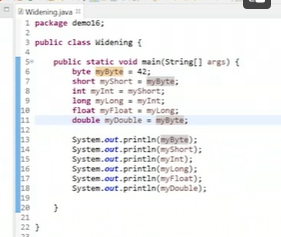 Widening.java
1 package demo16;
2
3 public class Widening {
4
5 public static void main(String[] args) {
6 byte myByte = 42;
7 short myShort = myByte;
8 int myInt = myShort;
9 long myLong = myInt;
10 float myFloat = myLong;
11 double myDouble = myByte;
12
13 System.out.println(myByte);
14 System.out.println(myShort);
15 System.out.println(myInt);
16 System.out.println(myLong);
17 System.out.println(myFloat);
18 System.out.println(myDouble);
19
20 }
21
22 }